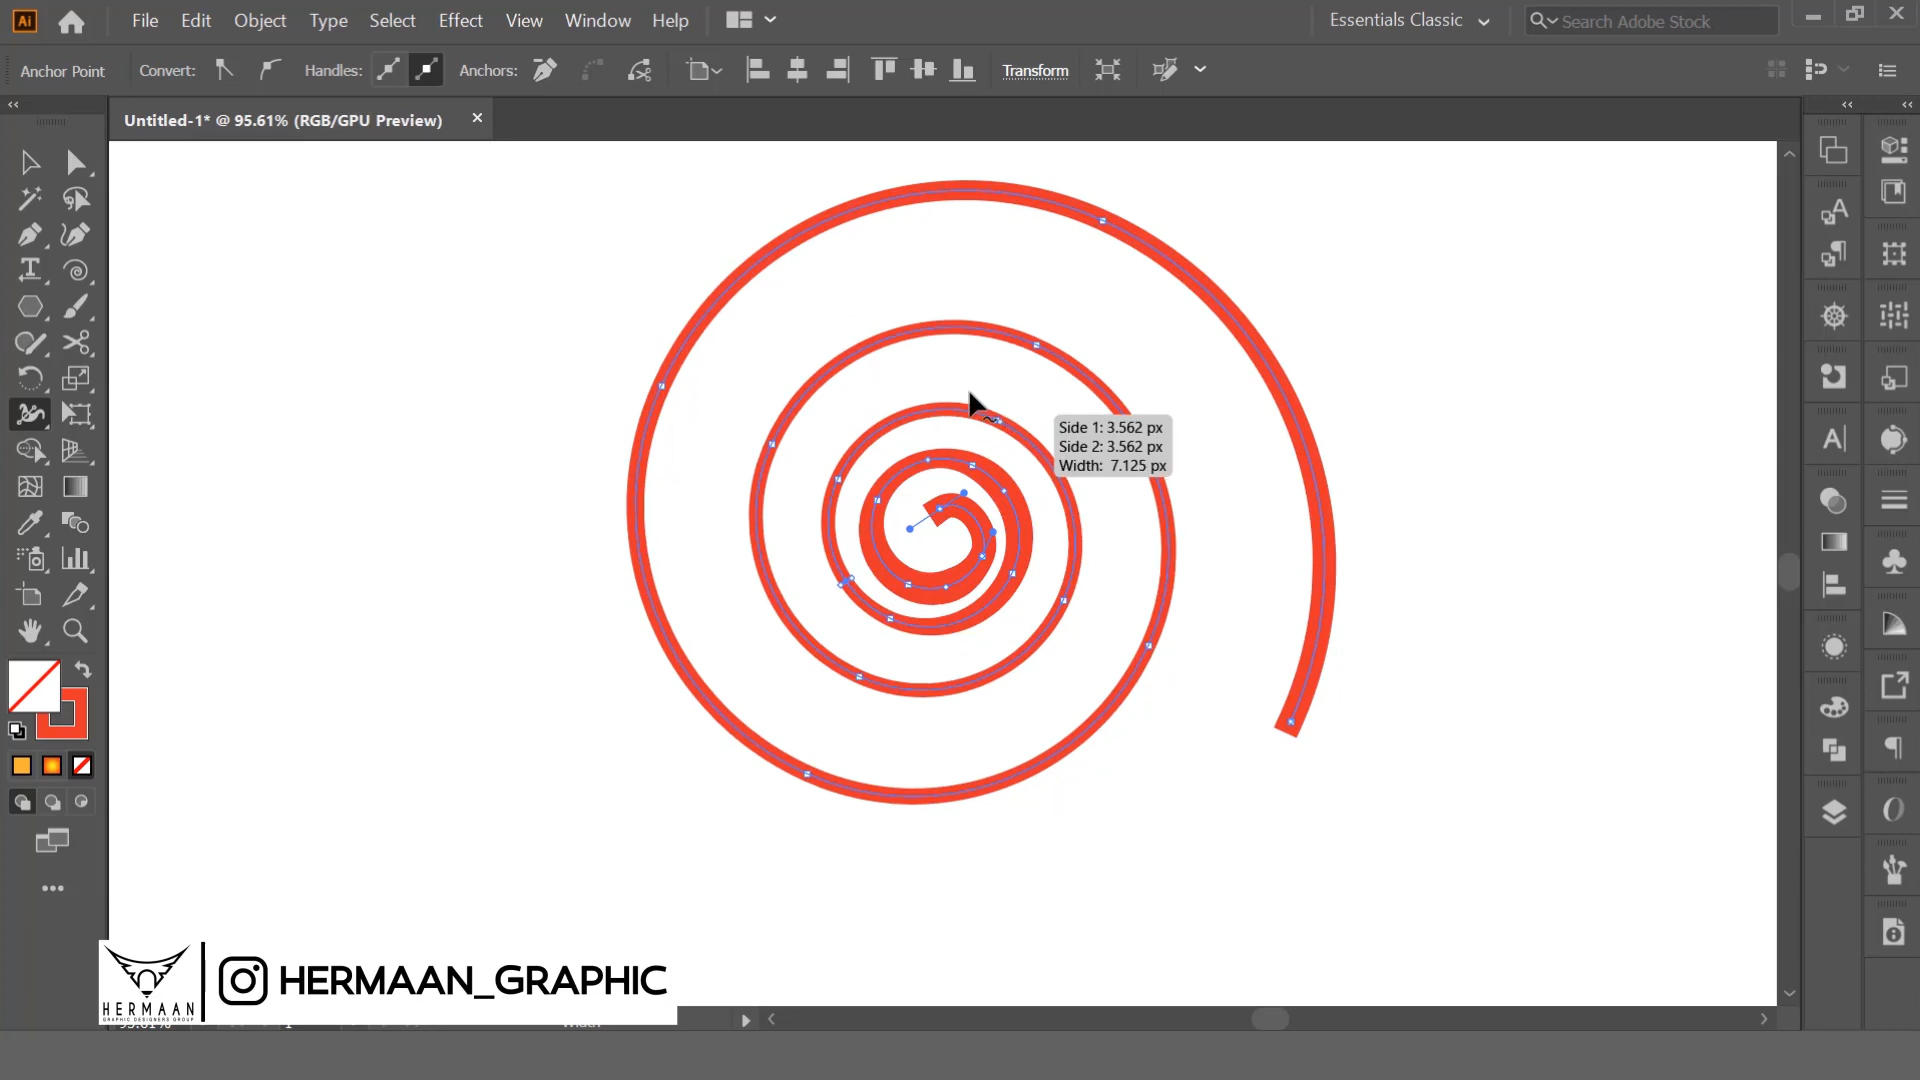 Ai File Edit Object Type Select Effect View Window Help Essentials Classic Search Adobe Stock
Anchor Point Convert: Handles: Anchors: Transform
Untitled-1* @ 95.61% (RGB/GPU Preview)
Side 1: 3.562 px
Side 2: 3.562 px
Width: 7.125 px
HERMAAN_GRAPHIC
HERMAAN
GRAPHIC DESIGNERS GROUP